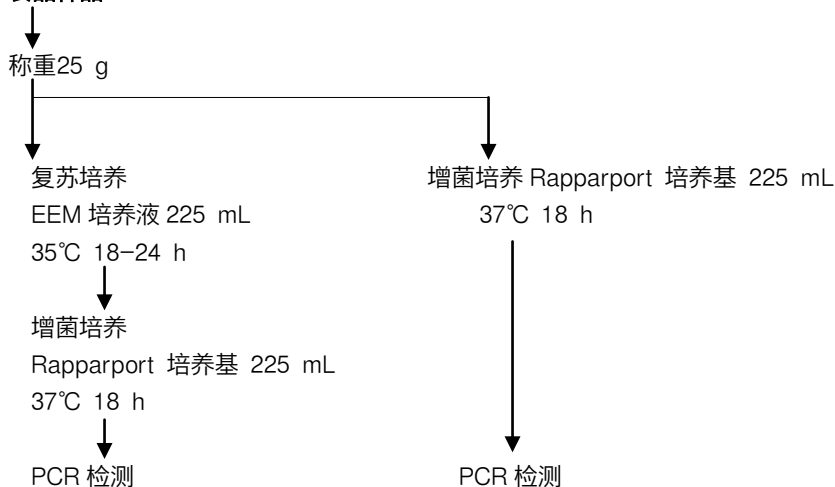 称重25 g
复苏培养
EEM 培养液 225 mL
35℃ 18-24 h
增菌培养
Rapparport 培养基 225 mL
37℃ 18 h
PCR 检测
增菌培养 Rapparport 培养基 225 mL
37℃ 18 h
PCR 检测